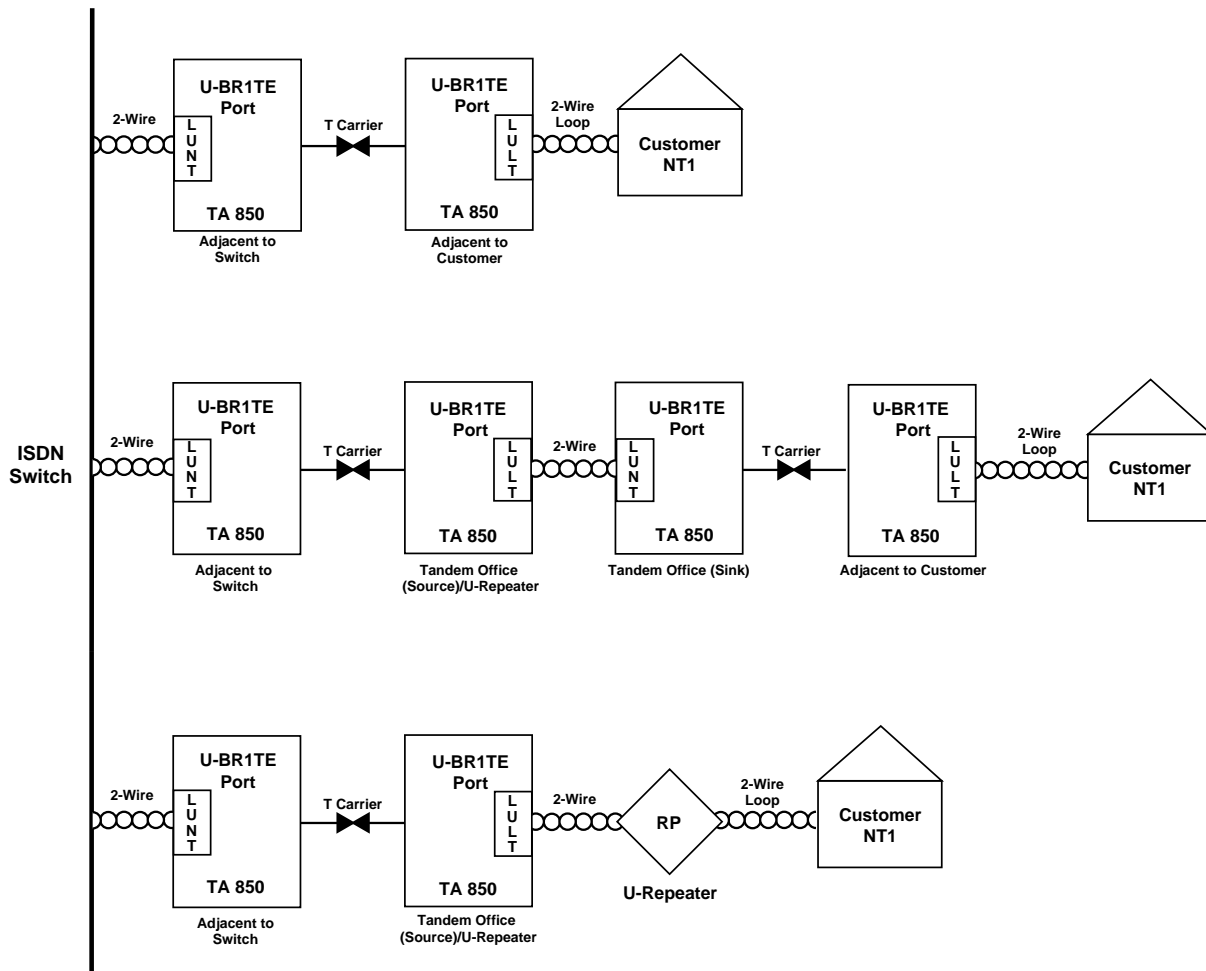 U-BR1TE
Port
2-Wire
L
U
N
T
TA 850
Adjacent to
Switch
T Carrier
U-BR1TE
Port
L
U
L
T
TA 850
Adjacent to
Customer
2-Wire
Loop
Customer
NT1
ISDN
Switch
2-Wire
U-BR1TE
Port
L
U
N
T
TA 850
Adjacent to
Switch
T Carrier
U-BR1TE
Port
L
U
L
T
TA 850
Tandem Office
(Source)/U-Repeater
2-Wire
U-BR1TE
Port
L
U
N
T
TA 850
Tandem Office (Sink)
T Carrier
U-BR1TE
Port
L
U
L
T
TA 850
Adjacent to Customer
2-Wire
Loop
Customer
NT1
2-Wire
U-BR1TE
Port
L
U
N
T
TA 850
Adjacent to
Switch
T Carrier
U-BR1TE
Port
L
U
L
T
TA 850
Tandem Office
(Source)/U-Repeater
2-Wire
RP
U-Repeater
2-Wire
Loop
Customer
NT1